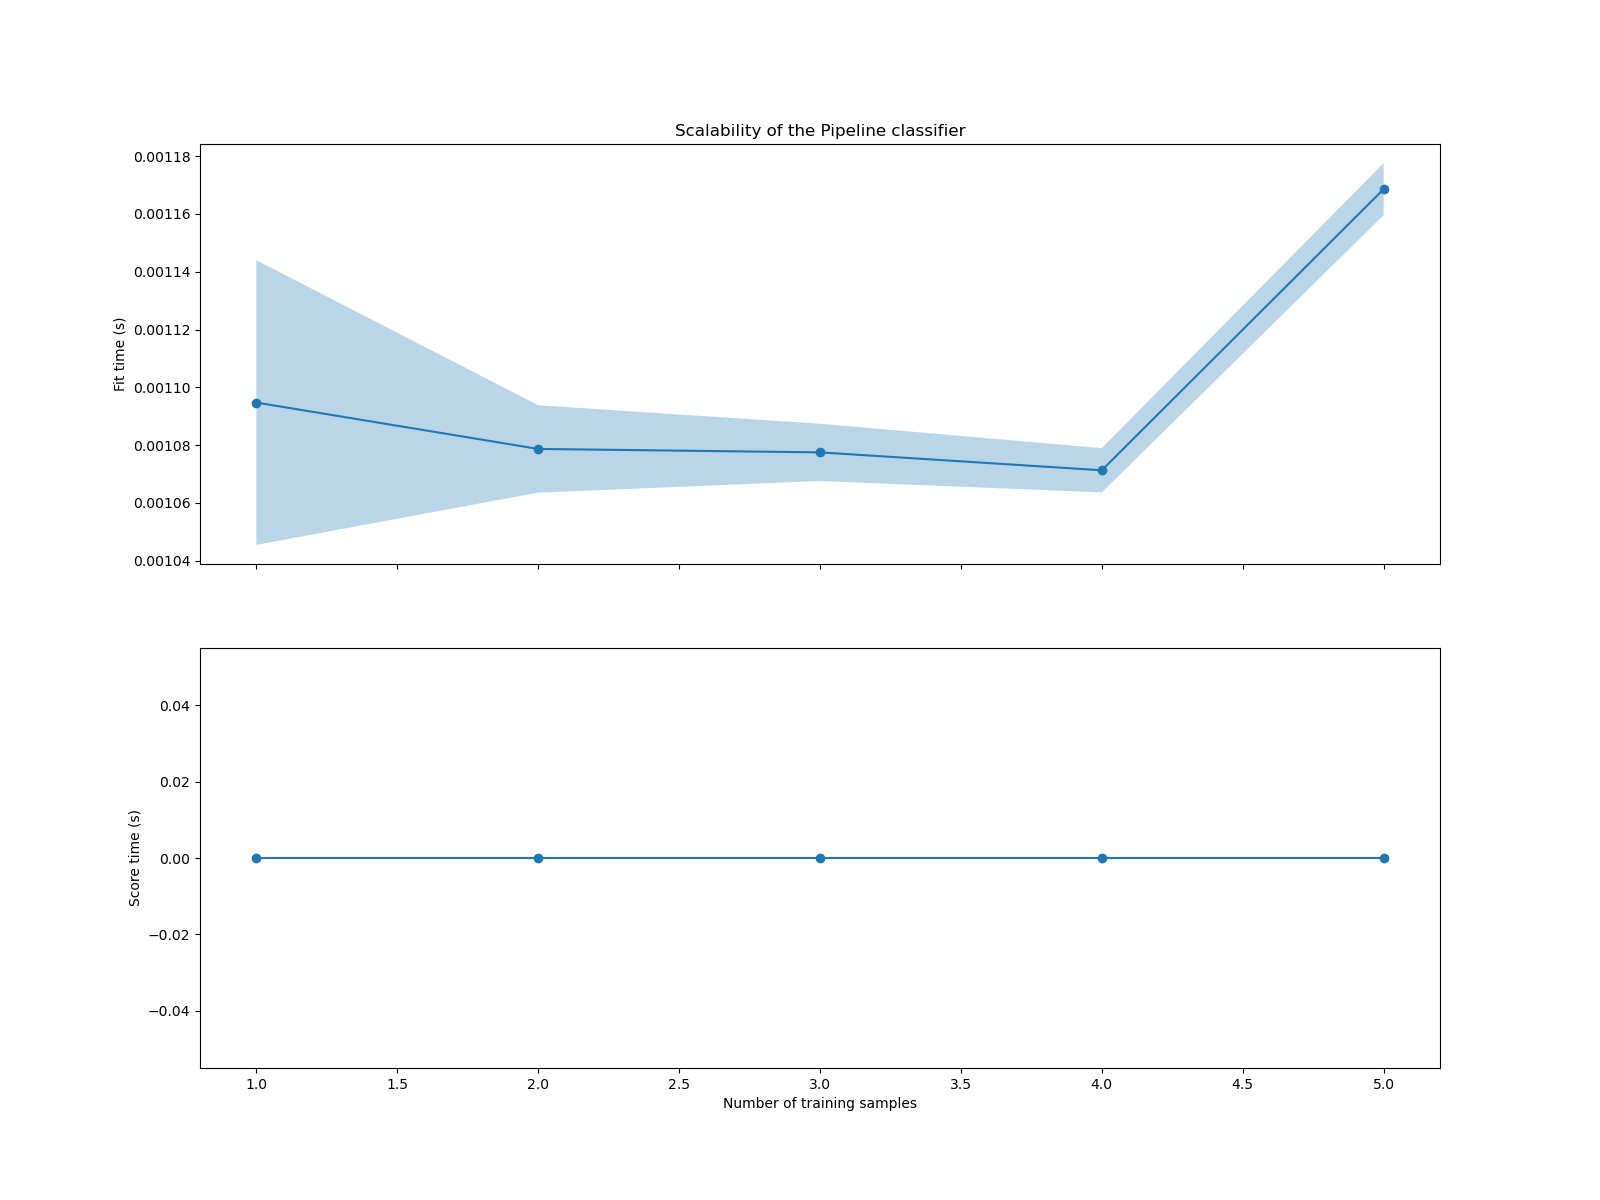 Scalability of the Pipeline classifier
0.00118
0.00116
0.00114
0.00112
0.00110
0.00108
0.00106
0.00104
Fit time (s)
0.04
0.02
0.00
−0.02
−0.04
Score time (s)
1.0 1.5 2.0 2.5 3.0 3.5 4.0 4.5 5.0
Number of training samples